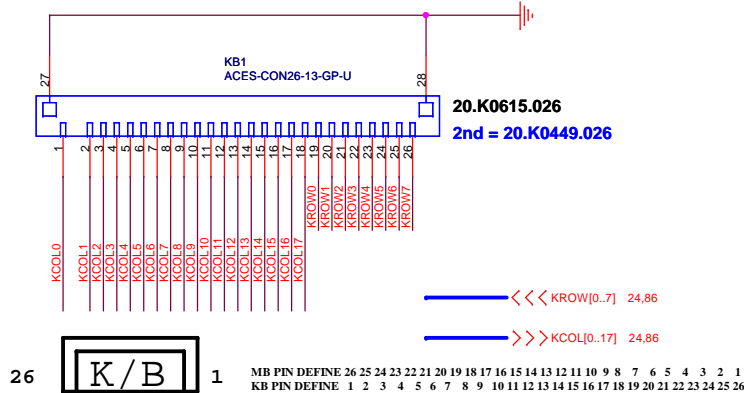 KB1
ACES-CON26-13-GP-U
27
28
20.K0615.026
2nd = 20.K0449.026
1 2 3 4 5 6 7 8 9 10 11 12 13 14 15 16 17 18 19 20 21 22 23 24 25 26
KCOL0 KCOL1 KCOL2 KCOL3 KCOL4 KCOL5 KCOL6 KCOL7 KCOL8 KCOL9 KCOL10 KCOL11 KCOL12 KCOL13 KCOL14 KCOL15 KCOL16 KCOL17 KROW0 KROW1 KROW2 KROW3 KROW4 KROW5 KROW6 KROW7
KROW[0..7] 24,86
KCOL[0..17] 24,86
26 K/B 1
MB PIN DEFINE 26 25 24 23 22 21 20 19 18 17 16 15 14 13 12 11 10 9 8 7 6 5 4 3 2 1
KB PIN DEFINE 1 2 3 4 5 6 7 8 9 10 11 12 13 14 15 16 17 18 19 20 21 22 23 24 25 26